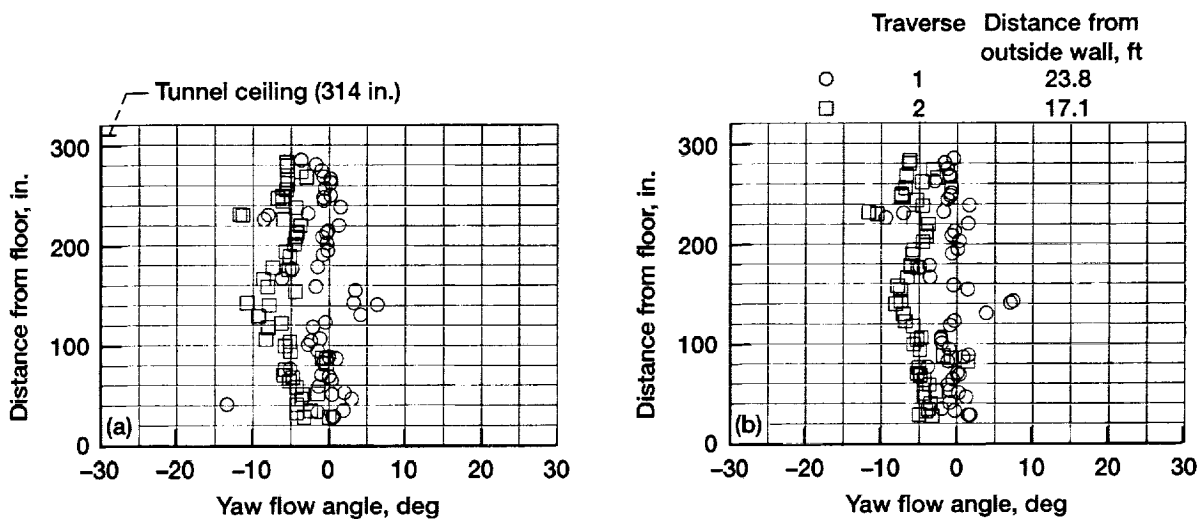 Traverse Distance from
outside wall, ft
1 23.8
2 17.1
Tunnel ceiling (314 in.)
300
200
100
0
Distance from floor, in.
(a)
–30 –20 –10 0 10 20 30
Yaw flow angle, deg
300
200
100
0
Distance from floor, in.
(b)
–30 –20 –10 0 10 20 30
Yaw flow angle, deg